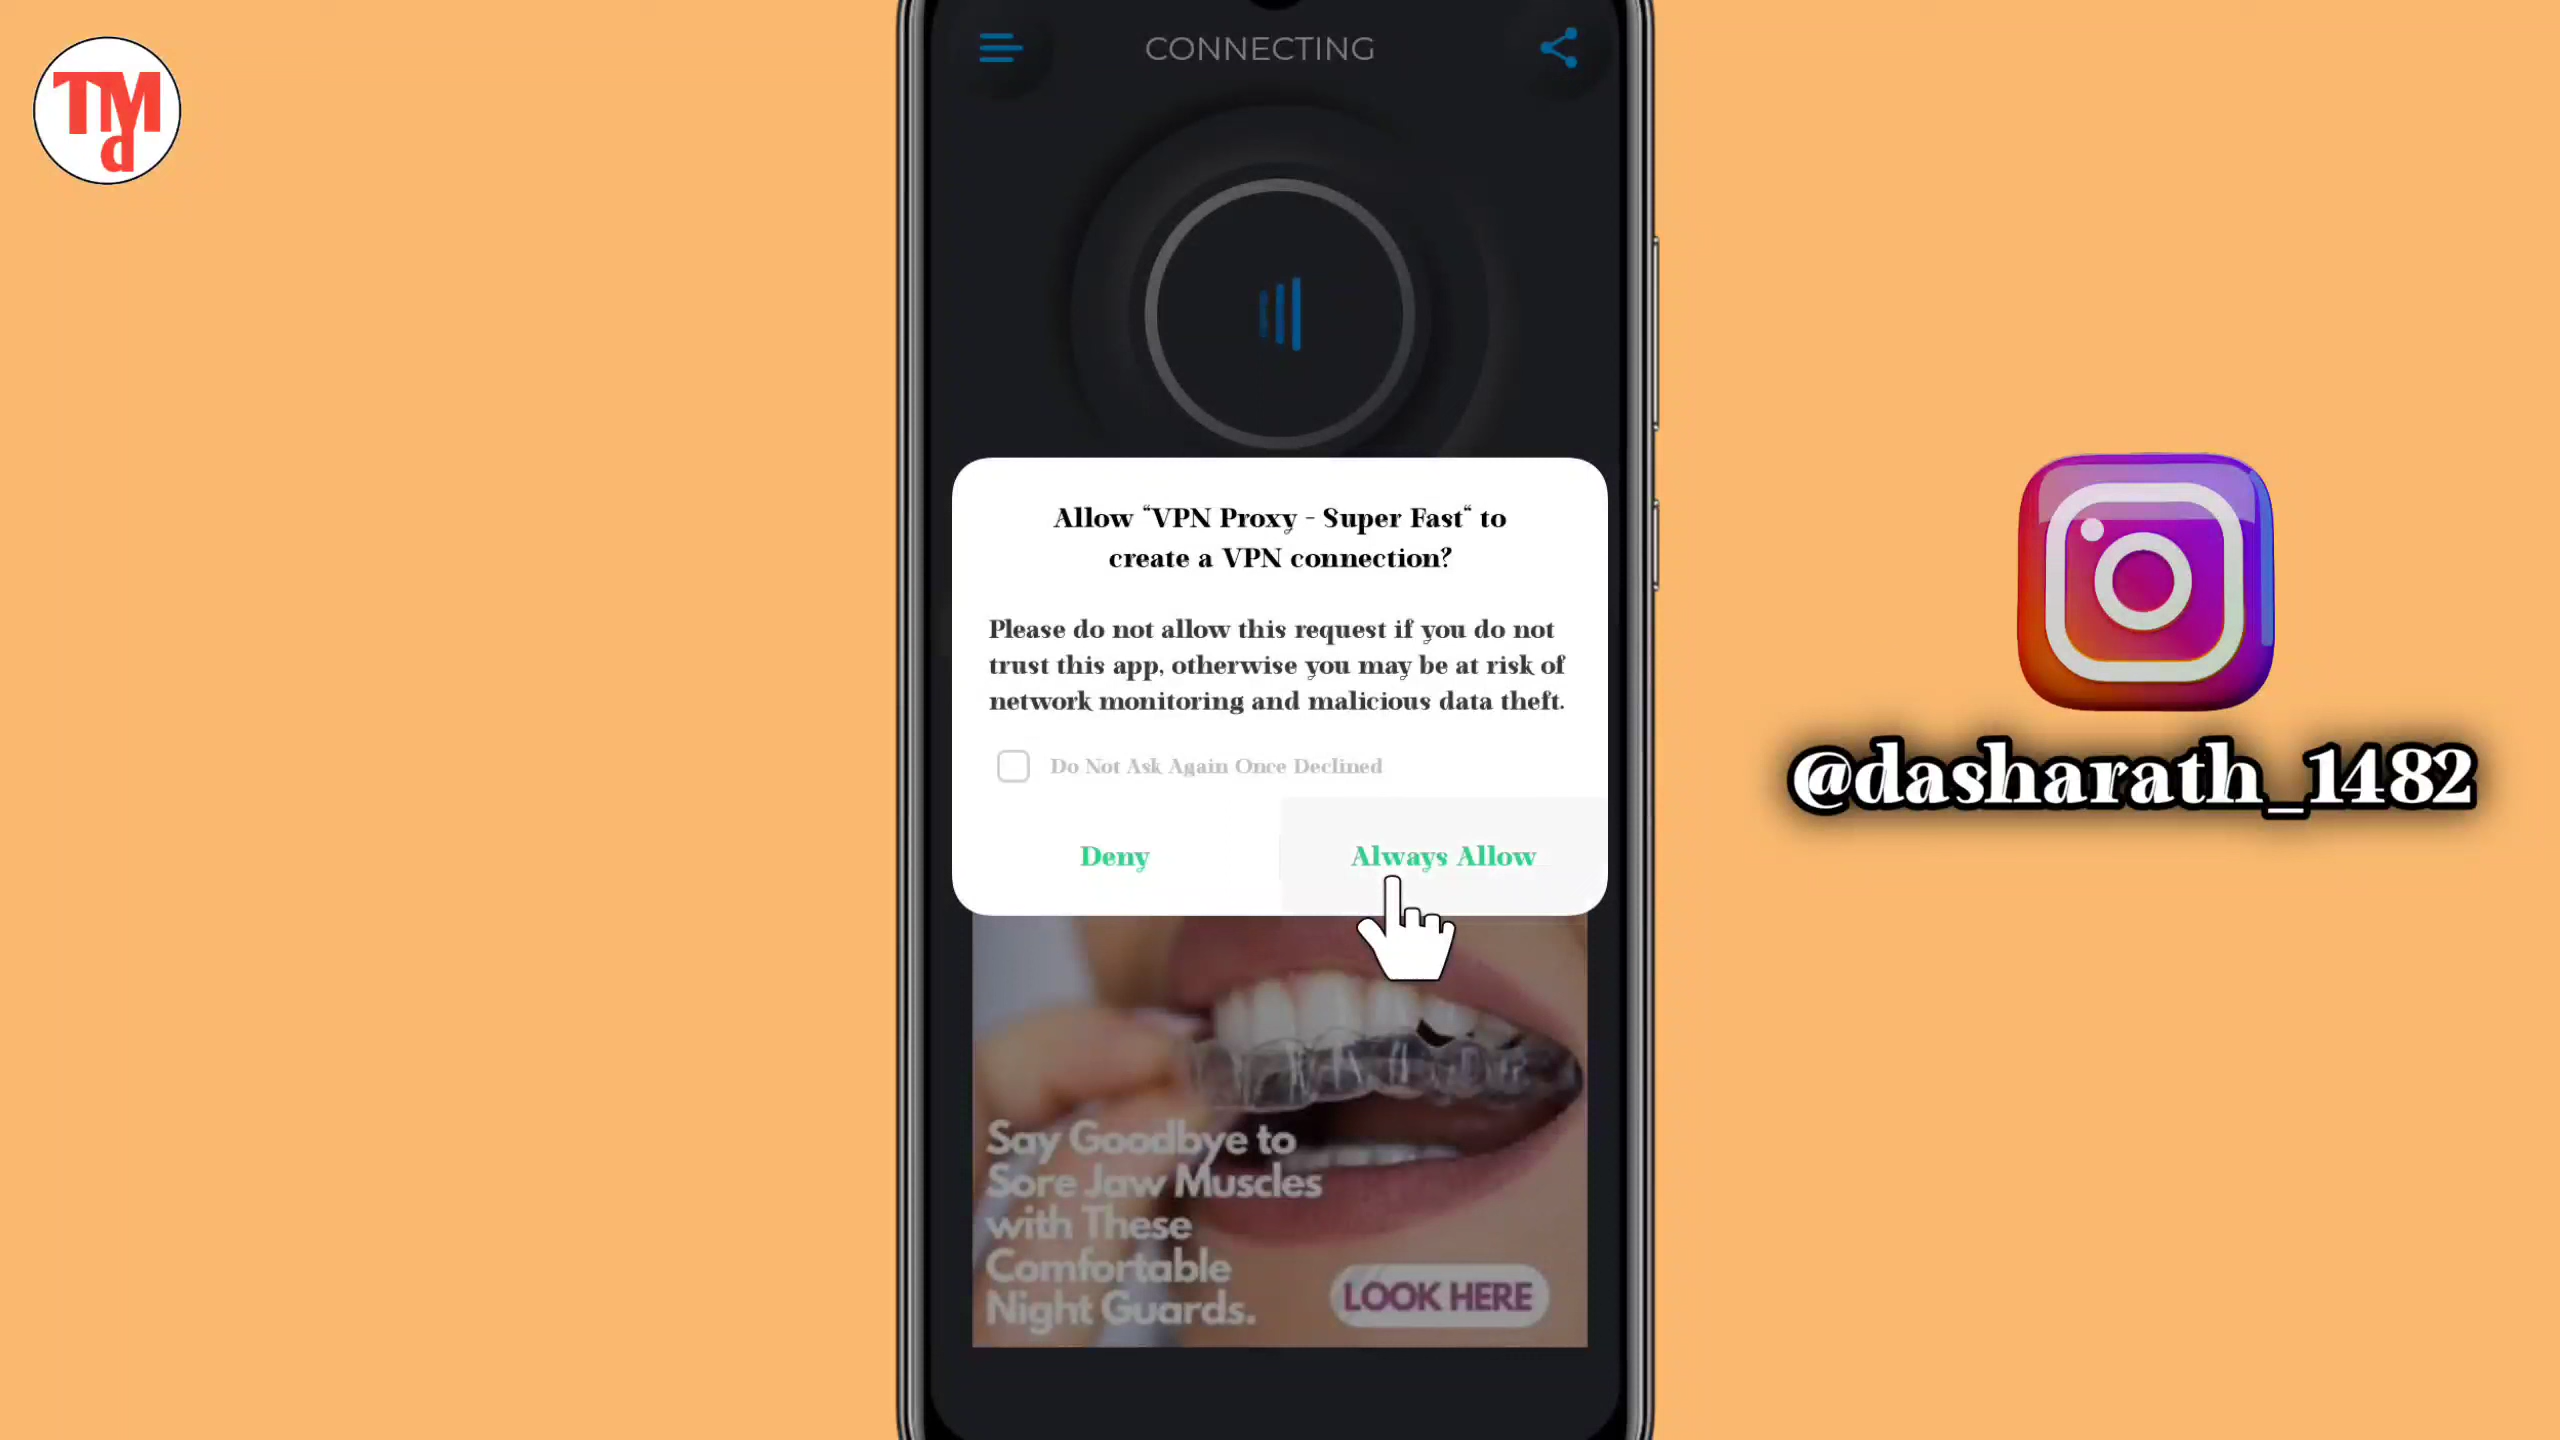 TMd
CONNECTING
Allow “VPN Proxy - Super Fast“ to
create a VPN connection?
Please do not allow this request if you do not
trust this app, otherwise you may be at risk of
network monitoring and malicious data theft.
Do Not Ask Again Once Declined
Deny
Always Allow
@dasharath_1482
Say Goodbye to
Sore Jaw Muscles
with These
Comfortable
Night Guards.
LOOK HERE